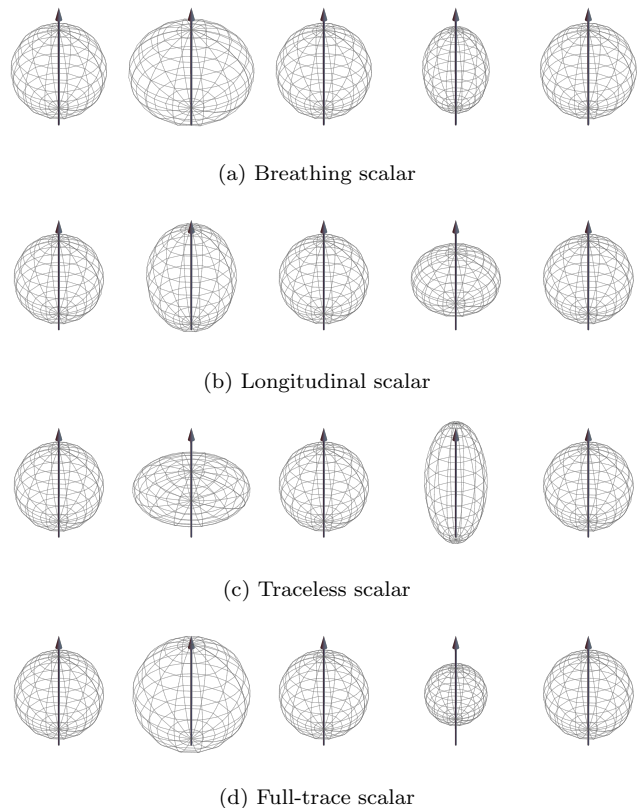 (a) Breathing scalar
(b) Longitudinal scalar
(c) Traceless scalar
(d) Full-trace scalar